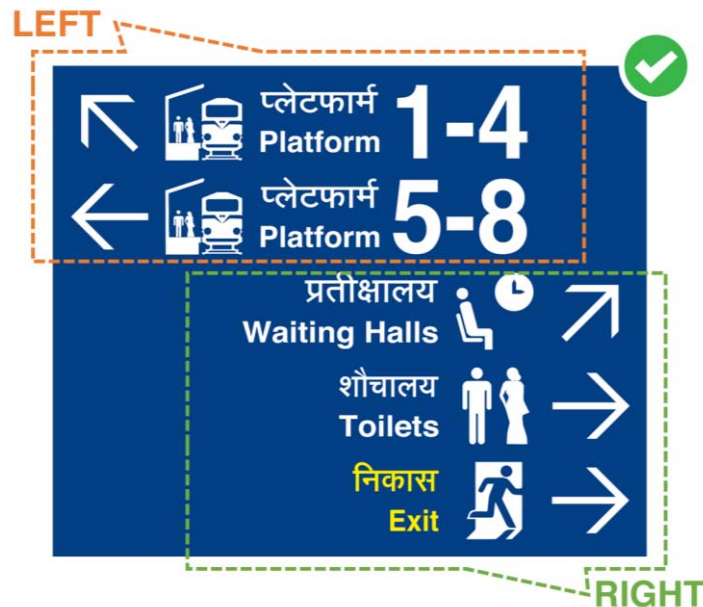 LEFT
प्लेटफार्म
Platform
1-4
प्लेटफार्म
Platform
5-8
प्रतीक्षालय
Waiting Halls
शौचालय
Toilets
निकास
Exit
RIGHT